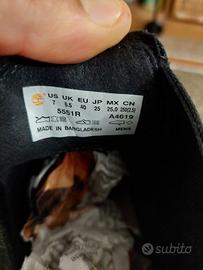 US UK EU JP MX CN
7 6.5 40 25 25,0 250(2.5)
5551R A4619
MADE IN BANGLADESH MENS
subito